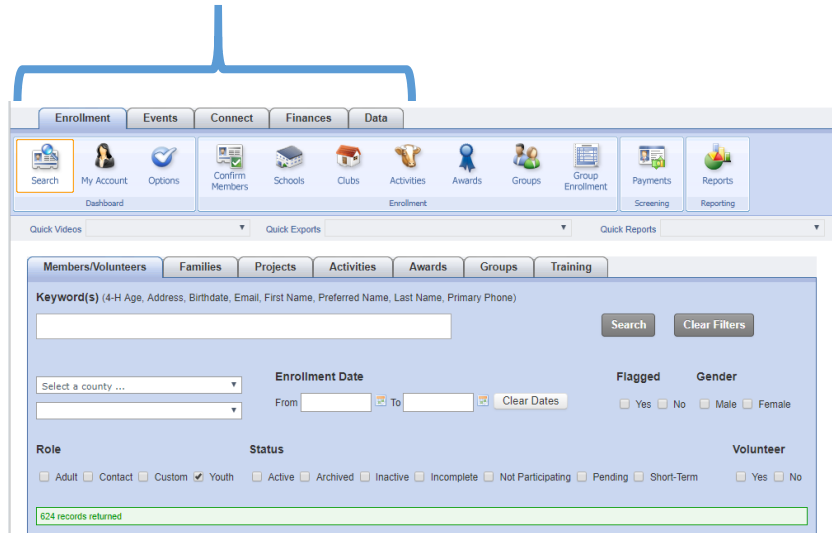 Enrollment Events Connect Finances Data
Search My Account Options Confirm Members Schools Clubs Activities Awards Groups Group Enrollment Payments Reports
Dashboard Enrollment Screening Reporting
Quick Videos Quick Exports Quick Reports
Members/Volunteers Families Projects Activities Awards Groups Training
Keyword(s) (4-H Age, Address, Birthdate, Email, First Name, Preferred Name, Last Name, Primary Phone)
Search Clear Filters
Enrollment Date Flagged Gender
Select a county ...
From To Clear Dates Yes No Male Female
Role Status Volunteer
Adult Contact Custom Youth Active Archived Inactive Incomplete Not Participating Pending Short-Term Yes No
624 records returned